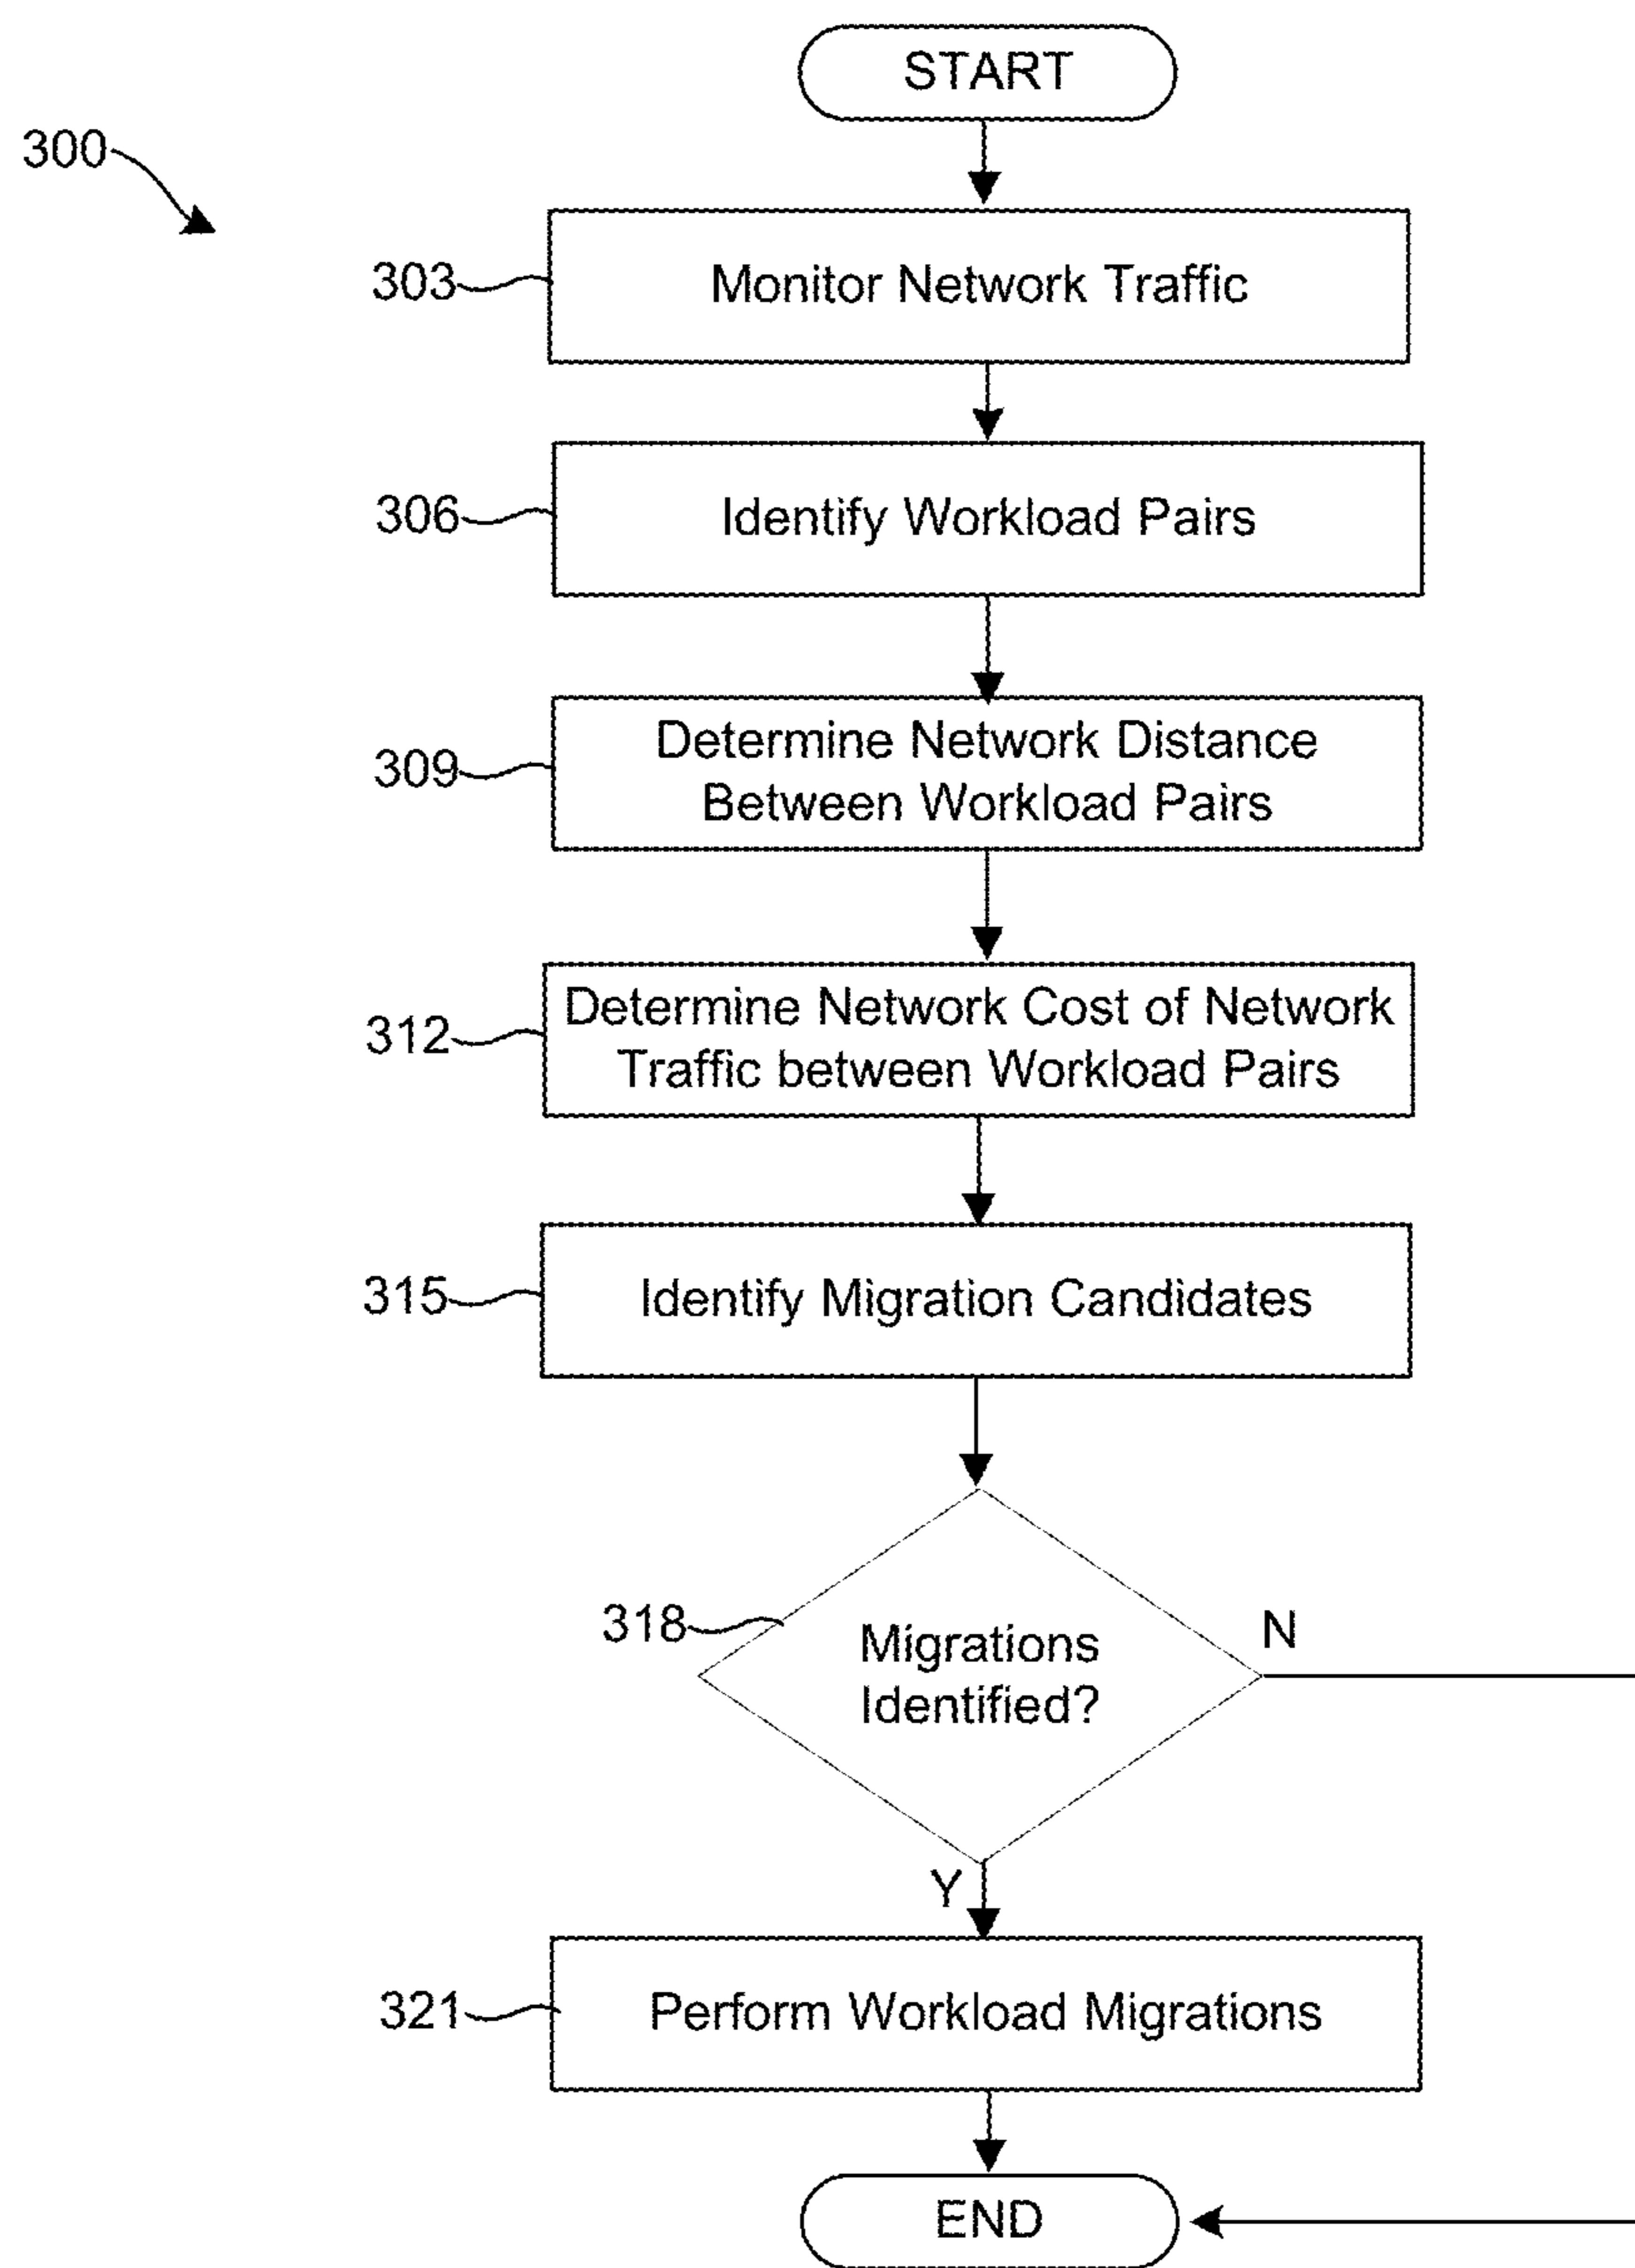 START
300
303
Monitor Network Traffic
306
Identify Workload Pairs
309
Determine Network Distance
Between Workload Pairs
312
Determine Network Cost of Network
Traffic between Workload Pairs
315
Identify Migration Candidates
318
Migrations
Identified?
N
Y
321
Perform Workload Migrations
END